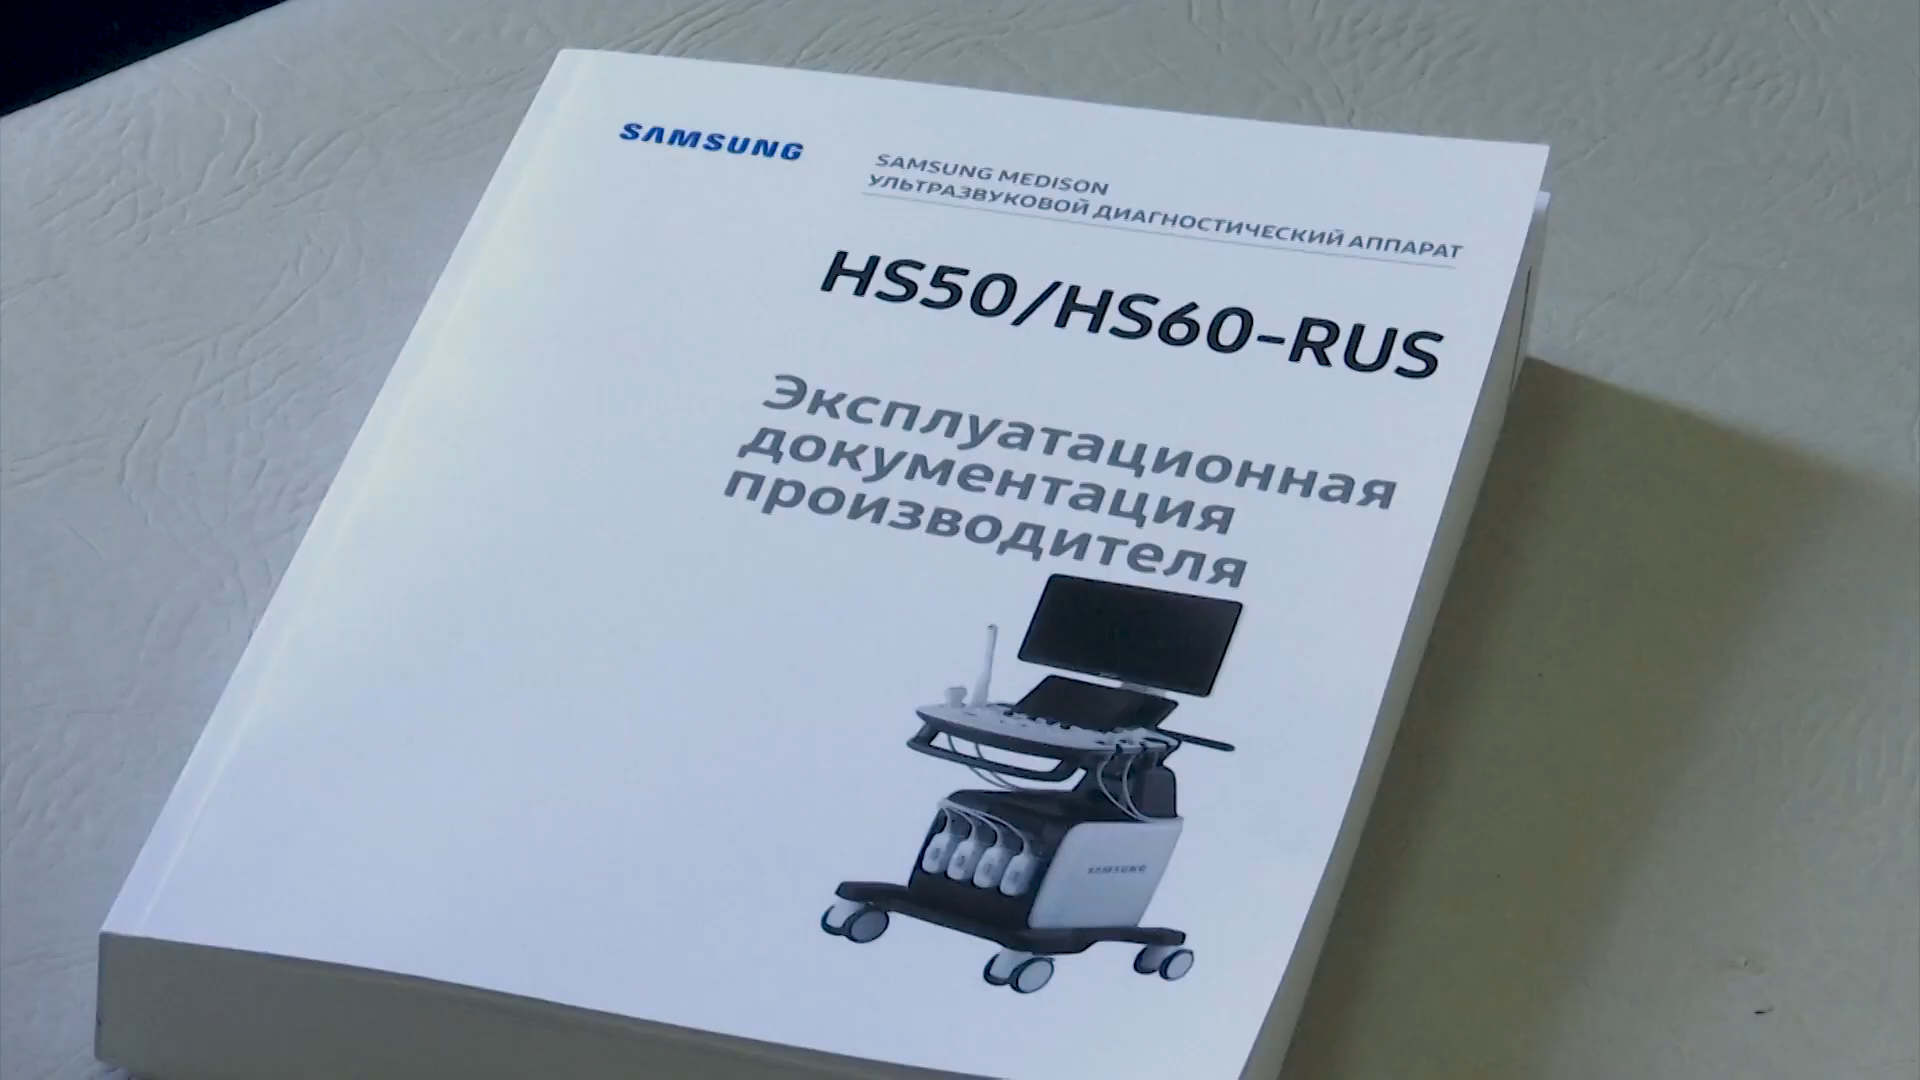 SAMSUNG
SAMSUNG MEDISON
УЛЬТРАЗВУКОВОЙ ДИАГНОСТИЧЕСКИЙ АППАРАТ
HS50/HS60-RUS
Эксплуатационная
документация
производителя
SAMSUNG